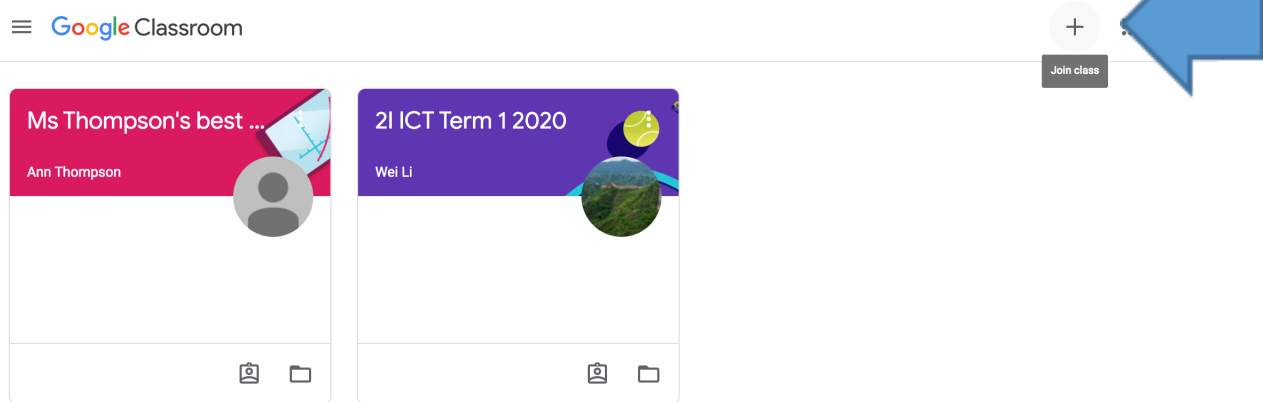 Google Classroom
Join class
Ms Thompson's best ...
Ann Thompson
2I ICT Term 1 2020
Wei Li